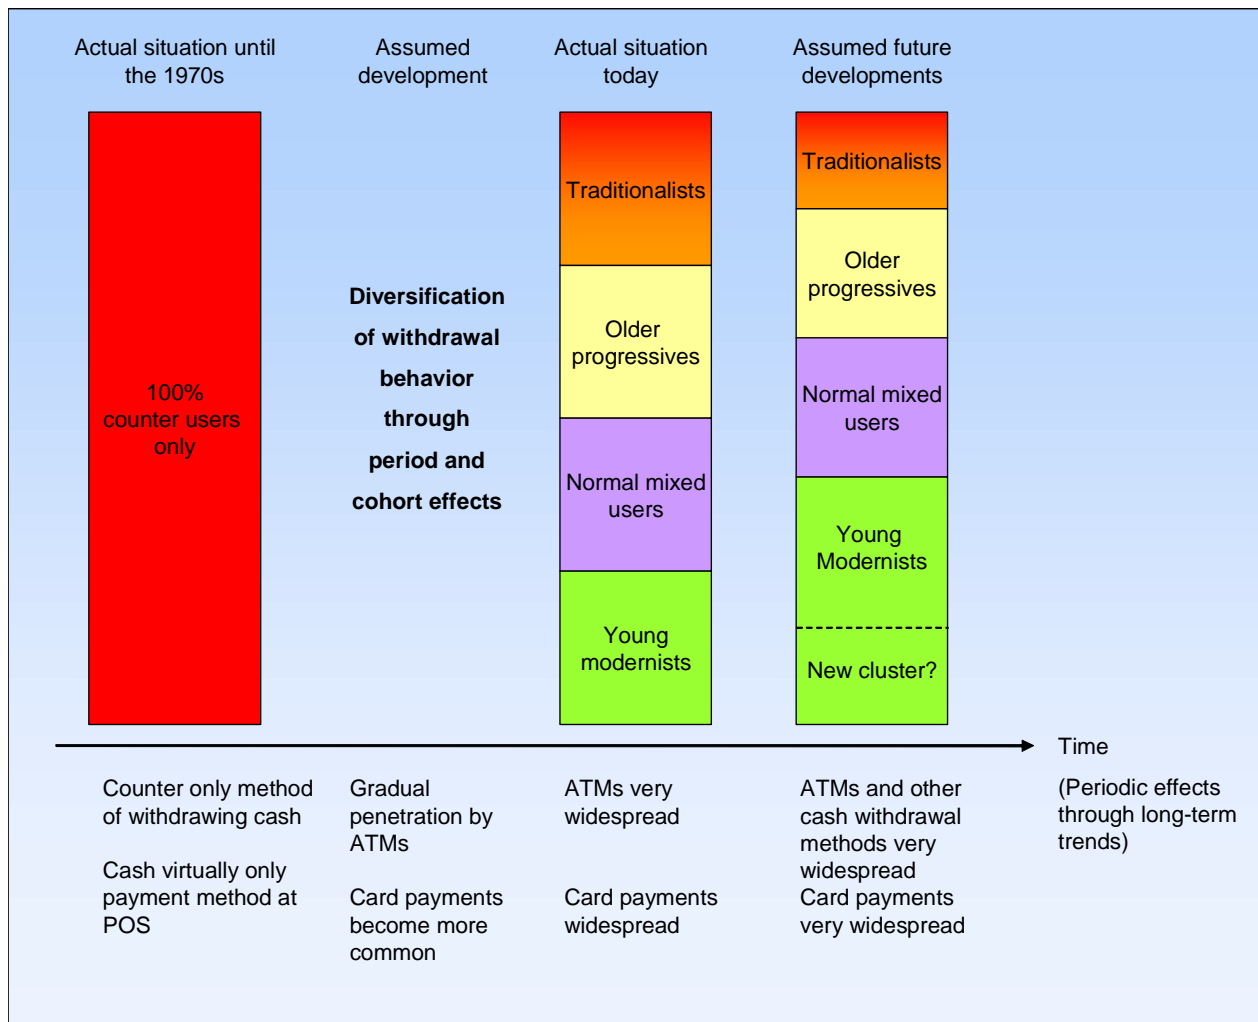 Actual situation until
the 1970s
Assumed
development
Actual situation
today
Assumed future
developments
100%
counter users
only
Diversification
of withdrawal
behavior
through
period and
cohort effects
Traditionalists
Older
progressives
Normal mixed
users
Young
modernists
Traditionalists
Older
progressives
Normal mixed
users
Young
Modernists
New cluster?
Time
(Periodic effects
through long-term
trends)
Counter only method
of withdrawing cash
Cash virtually only
payment method at
POS
Gradual
penetration by
ATMs
Card payments
become more
common
ATMs very
widespread
Card payments
widespread
ATMs and other
cash withdrawal
methods very
widespread
Card payments
very widespread